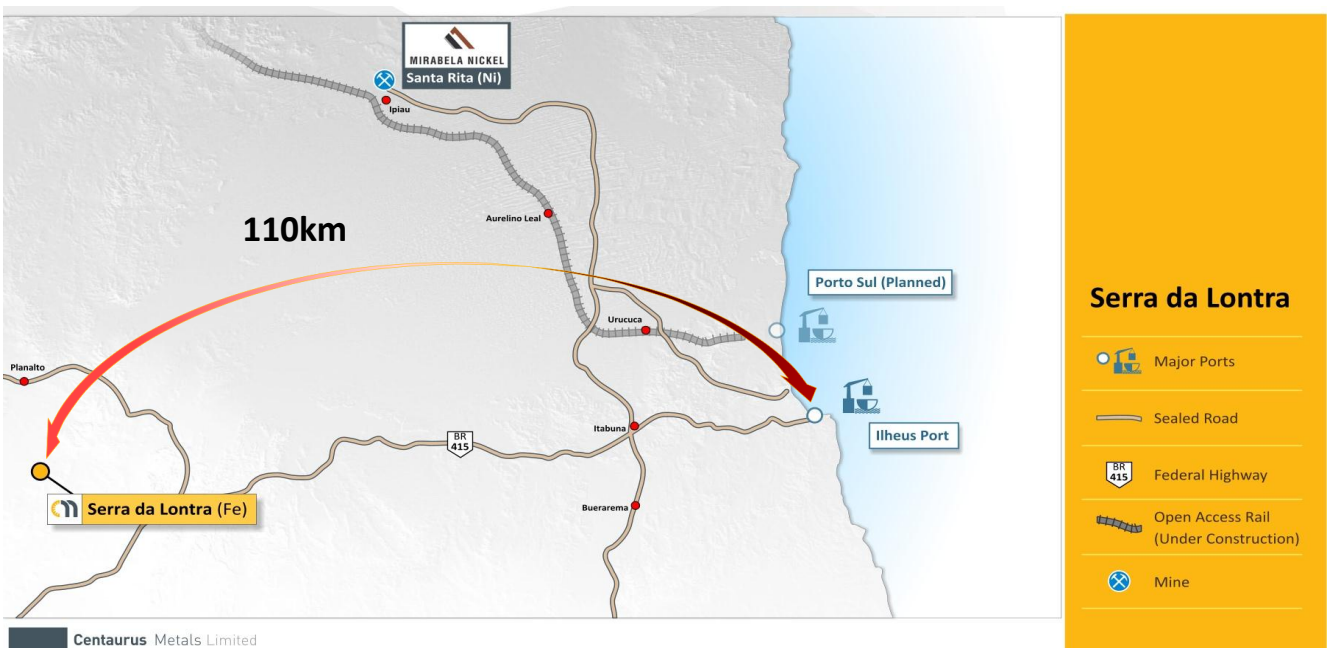 MIRABELA NICKEL
Santa Rita (Ni)
Ipiau
110km
Aurelino Leal
Porto Sul (Planned)
Urucuca
Planalto
Itabuna
BR
415
Ilheus Port
Serra da Lontra (Fe)
Buerarema
Serra da Lontra
Major Ports
Sealed Road
BR
415
Federal Highway
Open Access Rail
(Under Construction)
Mine
Centaurus Metals Limited